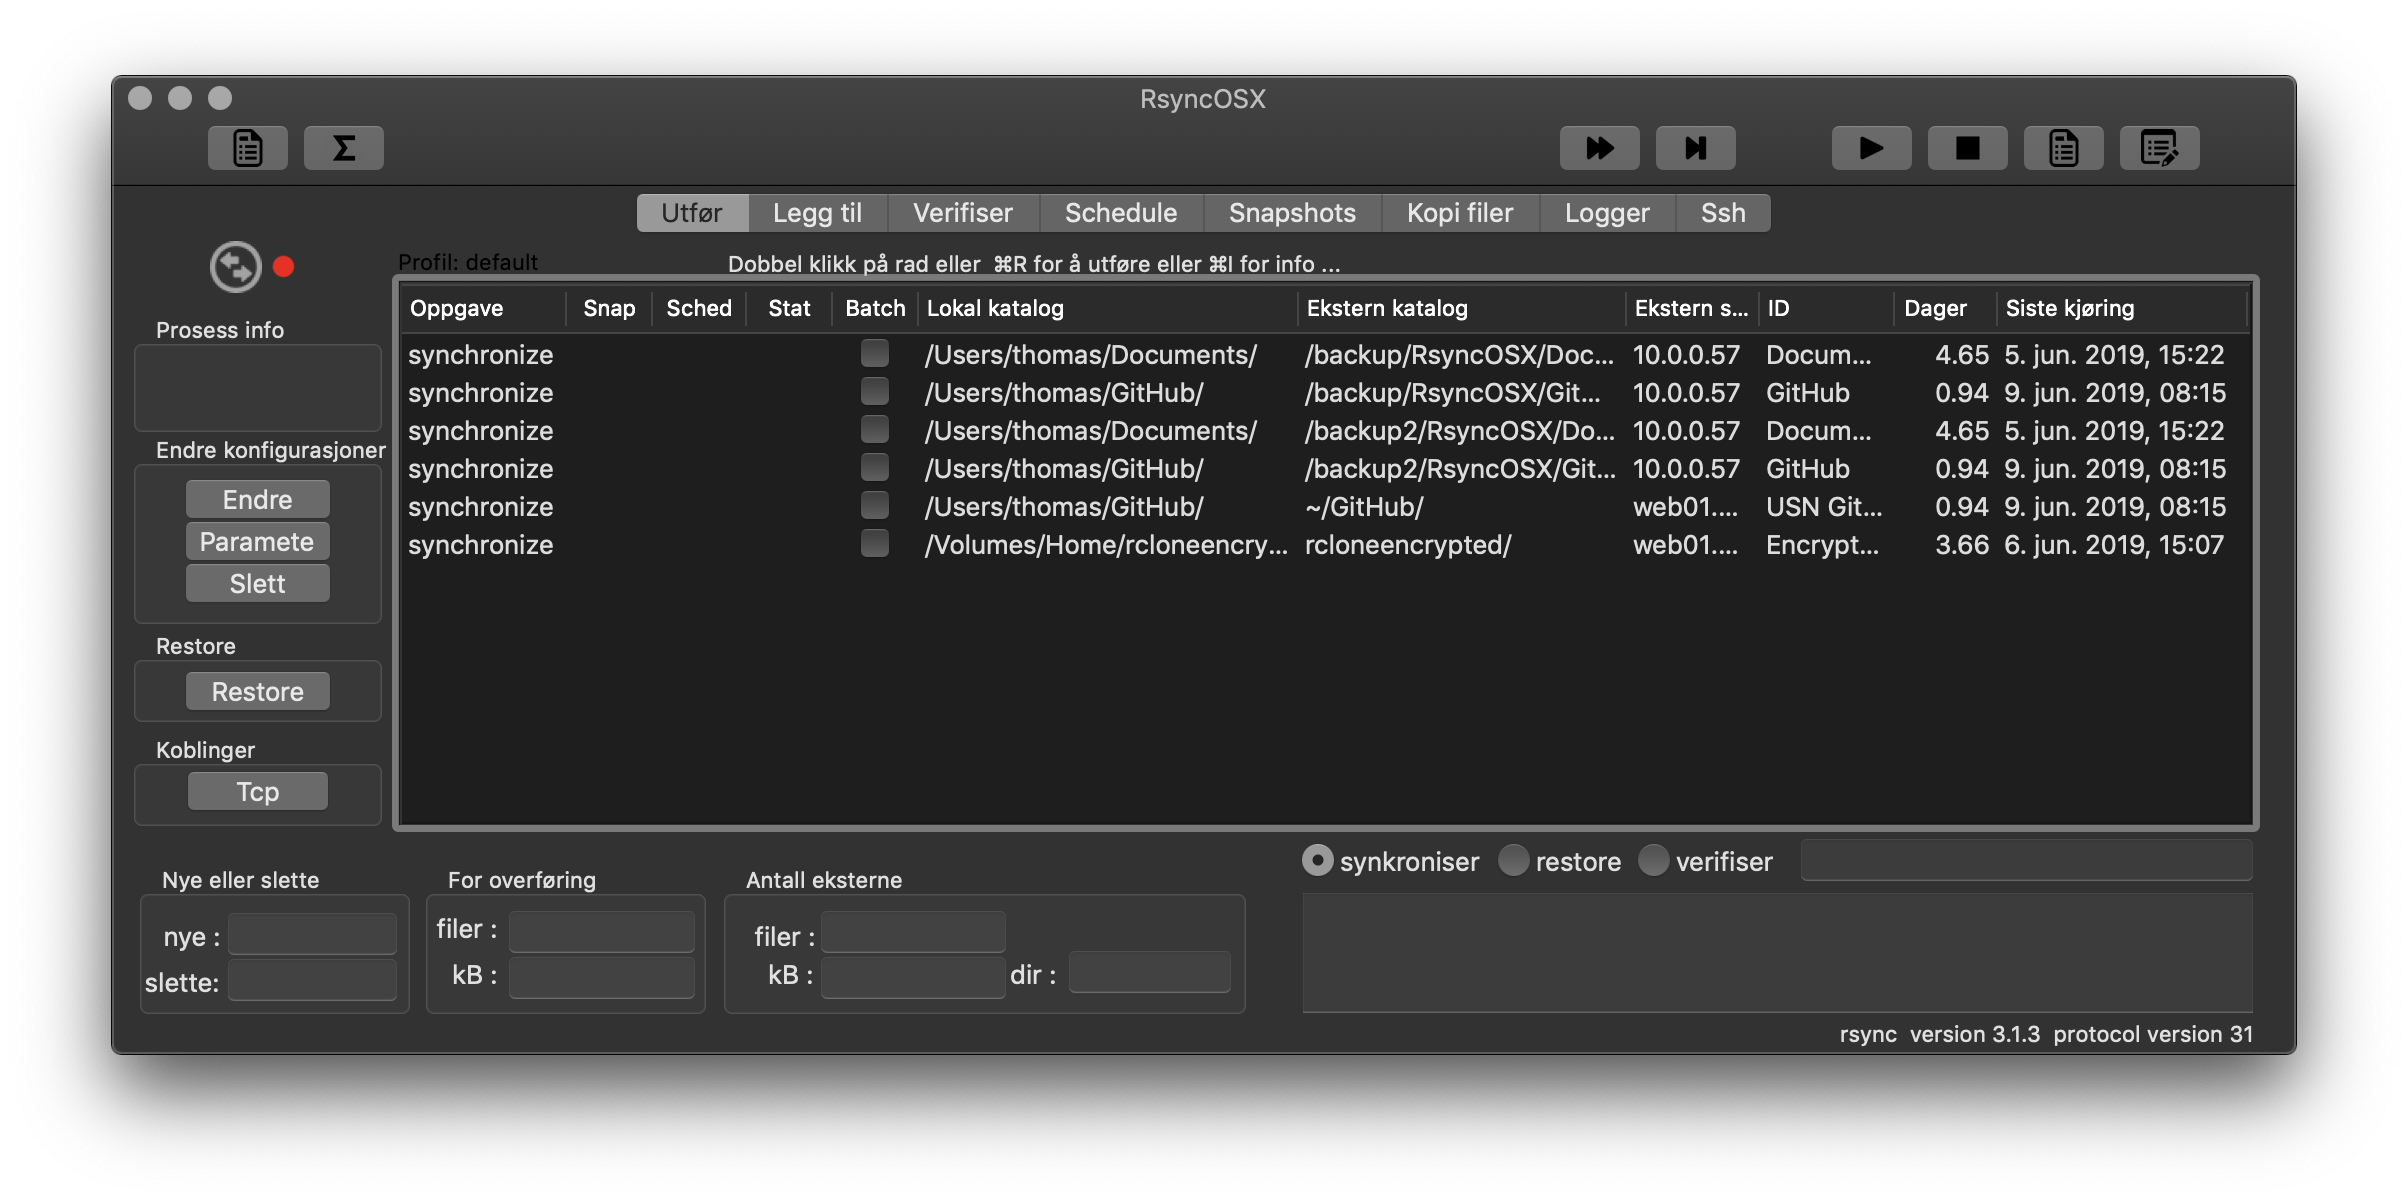 RsyncOSX
Utfør Legg til Verifiser Schedule Snapshots Kopi filer Logger Ssh
Profil: default Dobbel klikk på rad eller ⌘R for å utføre eller ⌘I for info ...
Oppgave Snap Sched Stat Batch Lokal katalog Ekstern katalog Ekstern s... ID Dager Siste kjøring
synchronize /Users/thomas/Documents/ /backup/RsyncOSX/Doc... 10.0.0.57 Docum... 4.65 5. jun. 2019, 15:22
synchronize /Users/thomas/GitHub/ /backup/RsyncOSX/Git... 10.0.0.57 GitHub 0.94 9. jun. 2019, 08:15
synchronize /Users/thomas/Documents/ /backup2/RsyncOSX/Do... 10.0.0.57 Docum... 4.65 5. jun. 2019, 15:22
synchronize /Users/thomas/GitHub/ /backup2/RsyncOSX/Git... 10.0.0.57 GitHub 0.94 9. jun. 2019, 08:15
synchronize /Users/thomas/GitHub/ ~/GitHub/ web01.... USN Git... 0.94 9. jun. 2019, 08:15
synchronize /Volumes/Home/rcloneencry... rcloneencrypted/ web01.... Encrypt... 3.66 6. jun. 2019, 15:07
Prosess info
Endre konfigurasjoner
Endre
Paramete
Slett
Restore
Restore
Koblinger
Tcp
synkroniser restore verifiser
Nye eller slette
nye :
slette:
For overføring
filer :
kB :
Antall eksterne
filer :
kB : dir :
rsync version 3.1.3 protocol version 31